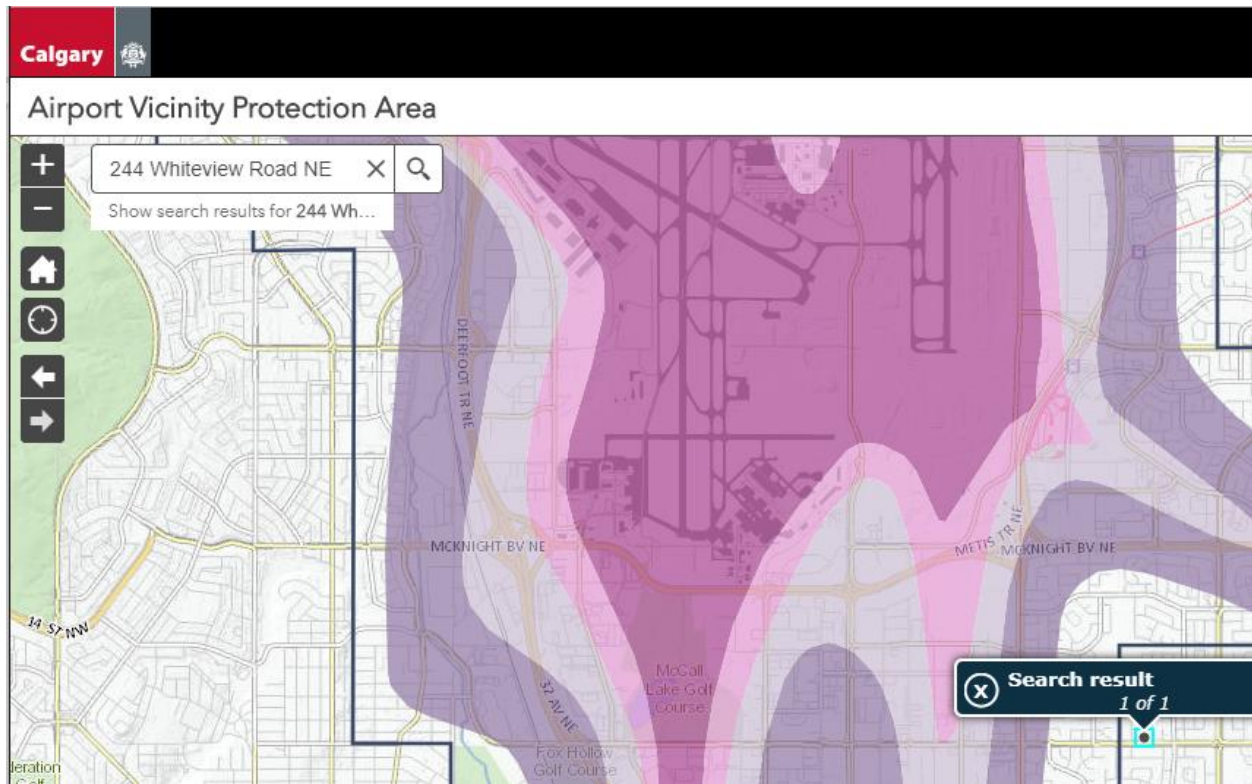 Calgary
Airport Vicinity Protection Area
+
244 Whiteview Road NE
Show search results for 244 Wh...
−
DEERFOOT TR NE
MCKNIGHT BV NE
METIS TR NE
MCKNIGHT BV NE
14 ST NW
McCall
Lake Golf
Course
32 AV NE
Search result
1 of 1
Fox Hollow
Golf Course
deration
Golf